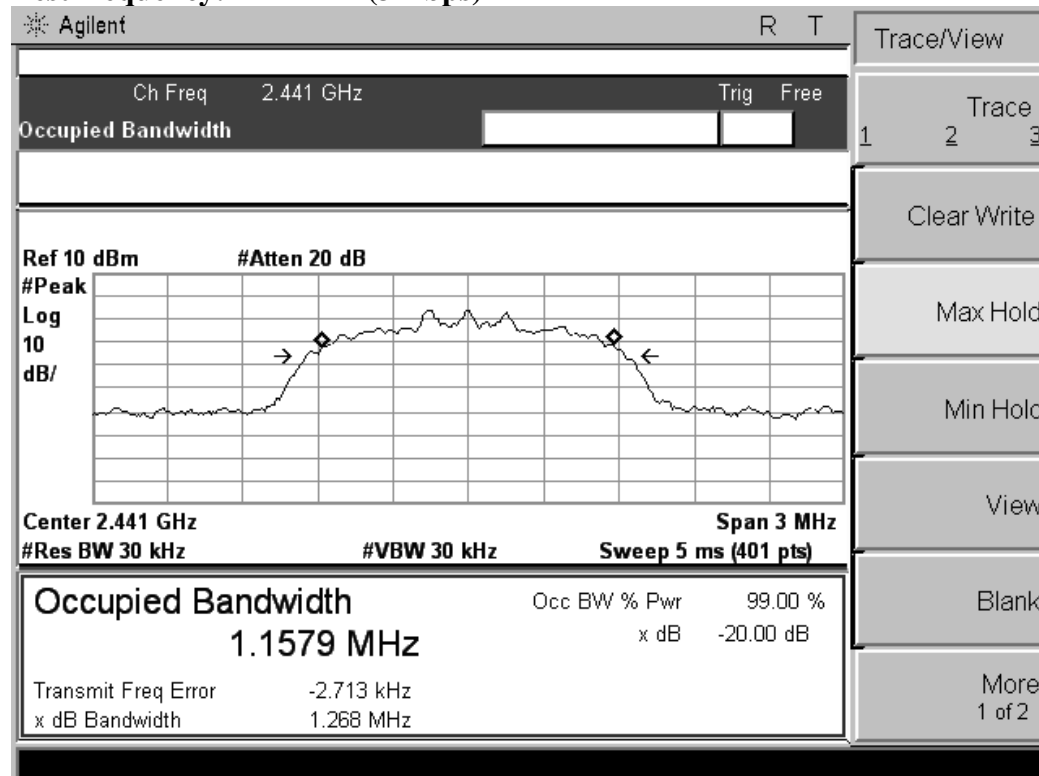 Agilent R T
Trace/View
Ch Freq 2.441 GHz Trig Free
Occupied Bandwidth
Trace
1 2 3
Clear Write
Ref 10 dBm #Atten 20 dB
#Peak
Log
10
dB/
Max Hold
Min Hold
Center 2.441 GHz Span 3 MHz
#Res BW 30 kHz #VBW 30 kHz Sweep 5 ms (401 pts)
View
Occupied Bandwidth Occ BW % Pwr 99.00 %
1.1579 MHz x dB -20.00 dB
Transmit Freq Error -2.713 kHz
x dB Bandwidth 1.268 MHz
Blank
More
1 of 2